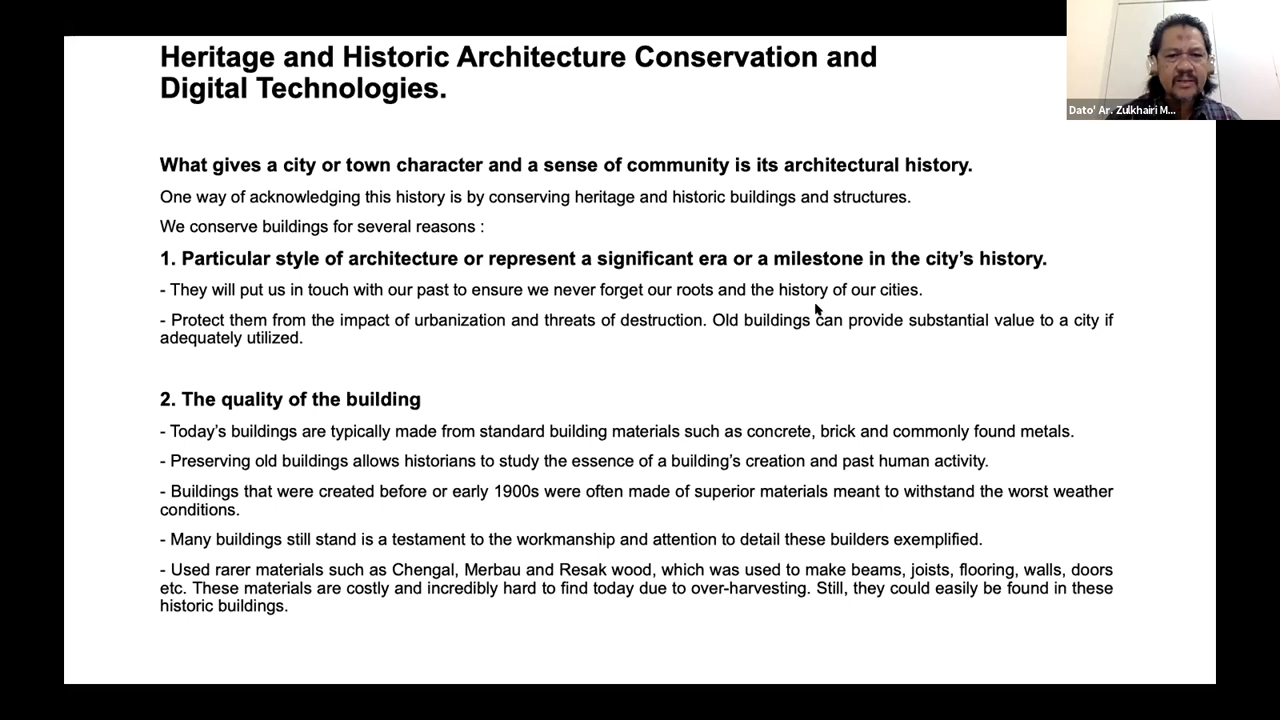 Heritage and Historic Architecture Conservation and
Digital Technologies.
Dato' Ar. Zulkhairi M...
What gives a city or town character and a sense of community is its architectural history.
One way of acknowledging this history is by conserving heritage and historic buildings and structures.
We conserve buildings for several reasons :
1. Particular style of architecture or represent a significant era or a milestone in the city's history.
- They will put us in touch with our past to ensure we never forget our roots and the history of our cities.
- Protect them from the impact of urbanization and threats of destruction. Old buildings can provide substantial value to a city if
adequately utilized.
2. The quality of the building
- Today's buildings are typically made from standard building materials such as concrete, brick and commonly found metals.
- Preserving old buildings allows historians to study the essence of a building's creation and past human activity.
- Buildings that were created before or early 1900s were often made of superior materials meant to withstand the worst weather
conditions.
- Many buildings still stand is a testament to the workmanship and attention to detail these builders exemplified.
- Used rarer materials such as Chengal, Merbau and Resak wood, which was used to make beams, joists, flooring, walls, doors
etc. These materials are costly and incredibly hard to find today due to over-harvesting. Still, they could easily be found in these
historic buildings.